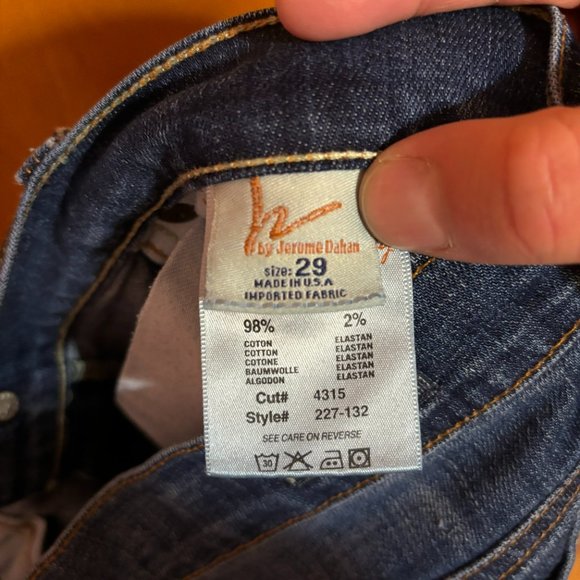 by Jerome Dahan
SIZE: 29
MADE IN U.S.A
IMPORTED FABRIC
98% 2%
COTON ELASTAN
COTTON ELASTAN
COTONE ELASTAN
BAUMWOLLE ELASTAN
ALGODON ELASTAN
Cut# 4315
Style# 227-132
SEE CARE ON REVERSE
30